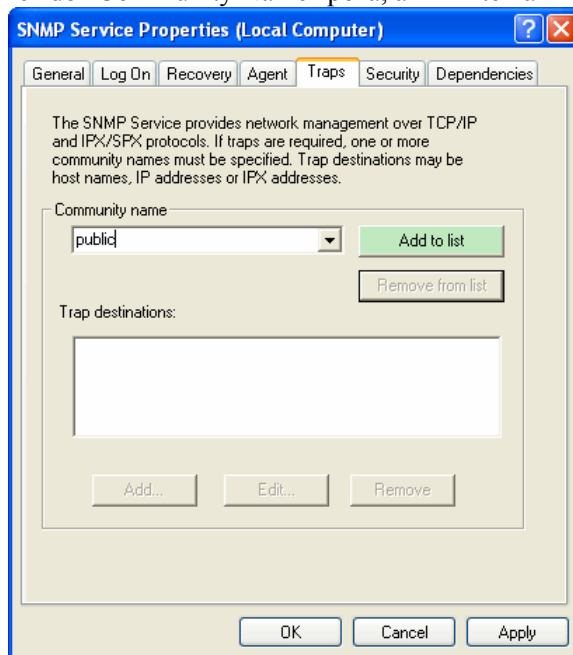 SNMP Service Properties (Local Computer)
General Log On Recovery Agent Traps Security Dependencies
The SNMP Service provides network management over TCP/IP
and IPX/SPX protocols. If traps are required, one or more
community names must be specified. Trap destinations may be
host names, IP addresses or IPX addresses.
Community name
public
Add to list
Remove from list
Trap destinations:
Add... Edit... Remove
OK Cancel Apply